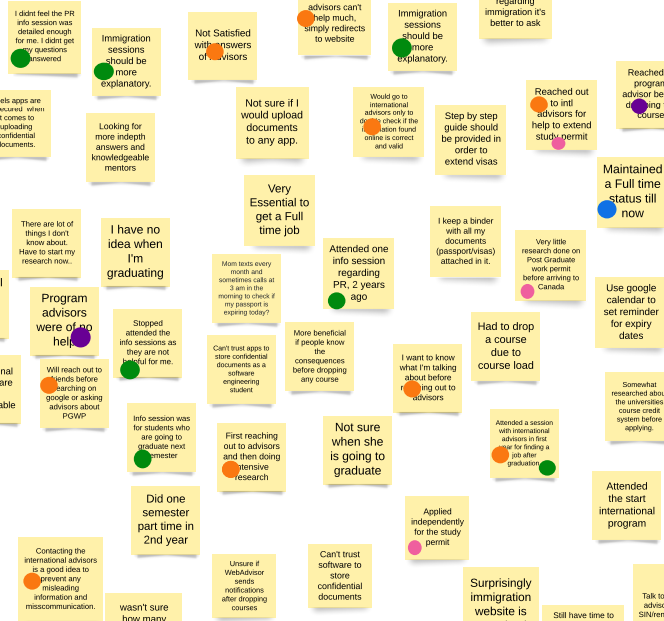 I didnt feel the PR
info session was
detailed enough
for me. I didnt get
my questions
answered
Immigration
sessions
should be
more
explanatory.
Not Satisfied
with answers
of Advisors
advisors can't
help much,
simply redirects
to website
Immigration
sessions
should be
more
explanatory.
regarding
immigration it's
better to ask
Reached
program
advisor
course
els apps are
secured when
comes to
uploading
confidential
documents.
Looking for
more indepth
answers and
knowledgeable
mentors
Not sure if I
would upload
documents
to any app.
Would go to
international
advisors only to
check if the
found
online is correct
and valid
Step by step
guide should
be provided in
order to
extend visas
Reached out
to intl
advisors for
help to extend
study permit
Maintained
a Full time
status till
now
There are lot of
things I don't
know about.
Have to start my
research now..
I have no
idea when
I'm
graduating
Very
Essential to
get a Full
time job
I keep a binder
with all my
documents
(passport/visas)
attached in it.
Very little
research done on
Post Graduate
work permit
before arriving to
Canada
Mom texts every
month and
sometimes calls at
3 am in the
morning to check if
my passport is
expiring today?
Attended one
info session
regarding
PR, 2 years
ago
Use google
calendar to
set reminder
for expiry
dates
Program
advisors
were of no
help
Stopped
attended the
info sessions as
they are not
helpful for me.
Can't trust apps to
store confidential
documents as a
software
engineering
student
More beneficial
if people know
the
consequences
before dropping
any course
Had to drop
a course
due to
course load
I want to know
what I'm talking
about before
reaching out to
advisors
Will reach out to
friends before
searching on
google or asking
advisors about
PGWP
Somewhat
researched about
the universities
course credit
system before
applying.
Info session was
for students who
are going to
graduate next
semester
First reaching
out to advisors
and then doing
intensive
research
Not sure
when she
is going to
graduate
Attended a session
with international
advisors in first
year for finding a
job after
graduation
Attended
the start
international
program
Did one
semester
part time in
2nd year
Applied
independently
for the study
permit
Contacting the
international advisors
is a good idea to
prevent any
misleading
information and
misscommunication.
Unsure if
WebAdvisor
sends
notifications
after dropping
courses
Can't trust
software to
store
confidential
documents
wasn't sure
how many
Surprisingly
immigration
website is
Still have time to
Talk to